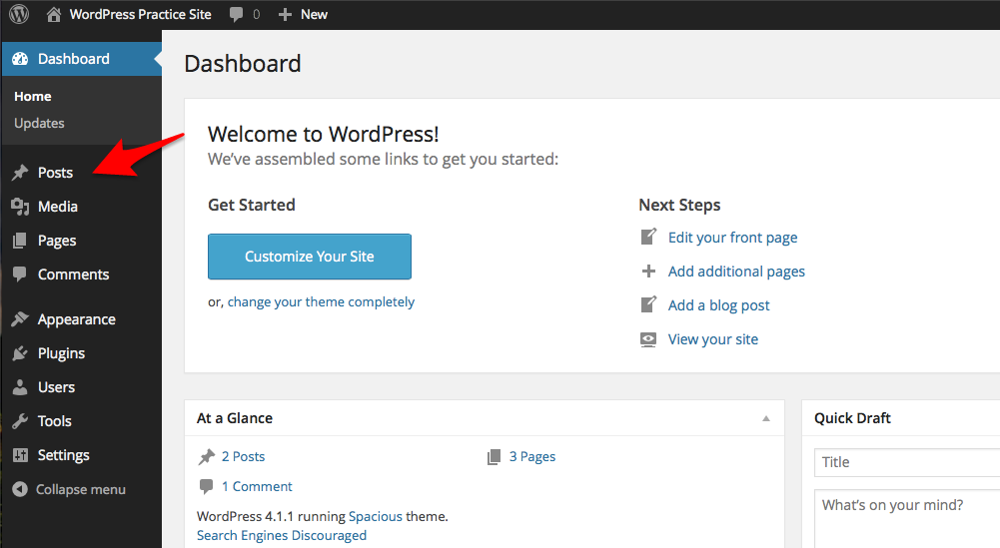 WordPress Practice Site 0 New
Dashboard
Home
Updates
Posts
Media
Pages
Comments
Appearance
Plugins
Users
Tools
Settings
Collapse menu
Dashboard
Welcome to WordPress!
We've assembled some links to get you started:
Get Started
Customize Your Site
or, change your theme completely
Next Steps
Edit your front page
Add additional pages
Add a blog post
View your site
At a Glance
2 Posts
3 Pages
1 Comment
WordPress 4.1.1 running Spacious theme.
Search Engines Discouraged
Quick Draft
Title
What's on your mind?